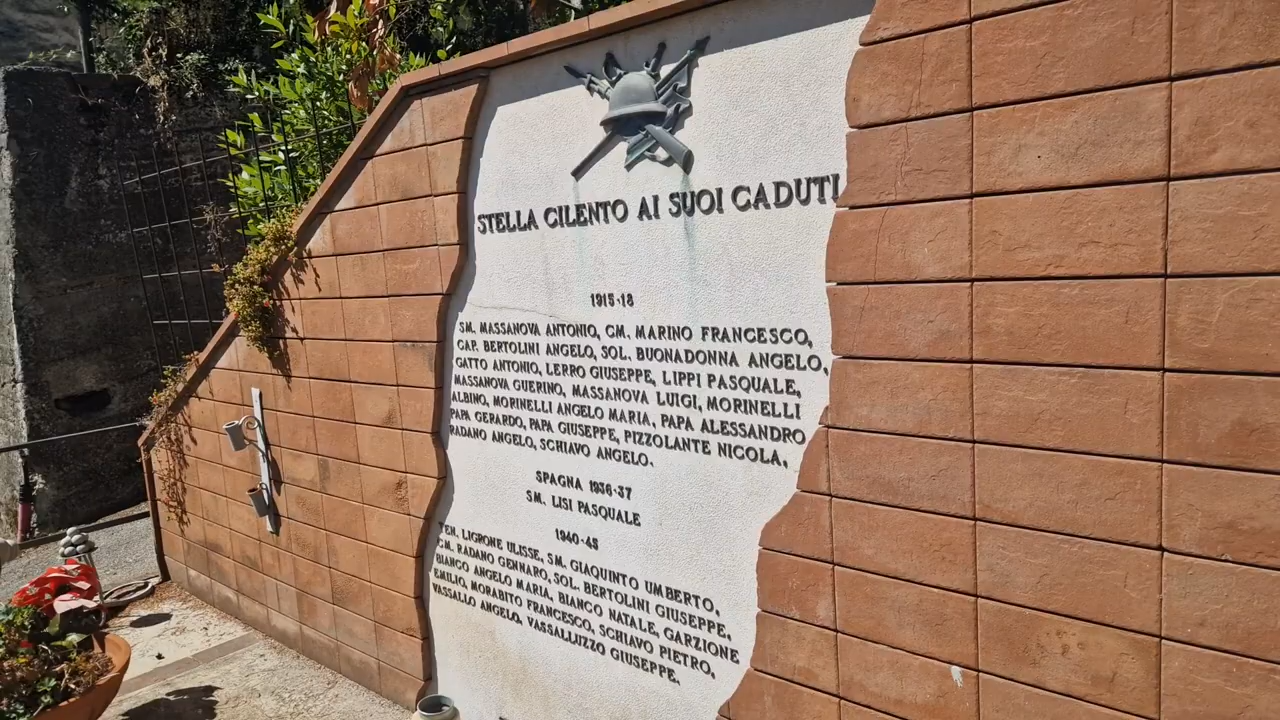 STELLA CILENTO AI SUOI CADUTI
1915-18
SM. MASSANOVA ANTONIO, CM. MARINO FRANCESCO,
CAP. BERTOLINI ANGELO, SOL. BUONADONNA ANGELO,
GATTO ANTONIO, LERRO GIUSEPPE, LIPPI PASQUALE,
MASSANOVA GUERINO, MASSANOVA LUIGI, MORINELLI
ALBINO, MORINELLI ANGELO MARIA, PAPA ALESSANDRO
PAPA GERARDO, PAPA GIUSEPPE, PIZZOLANTE NICOLA,
RADANO ANGELO, SCHIAVO ANGELO.
SPAGNA 1936-37
SM. LISI PASQUALE
1940-45
TEN. LIGRONE ULISSE, SM. GIAQUINTO UMBERTO,
CM. RADANO GENNARO, SOL. BERTOLINI GIUSEPPE,
BIANCO ANGELO MARIA, BIANCO NATALE, GARZIONE
EMILIO, MORABITO FRANCESCO, SCHIAVO PIETRO,
VASSALLO ANGELO, VASSALLUZZO GIUSEPPE.